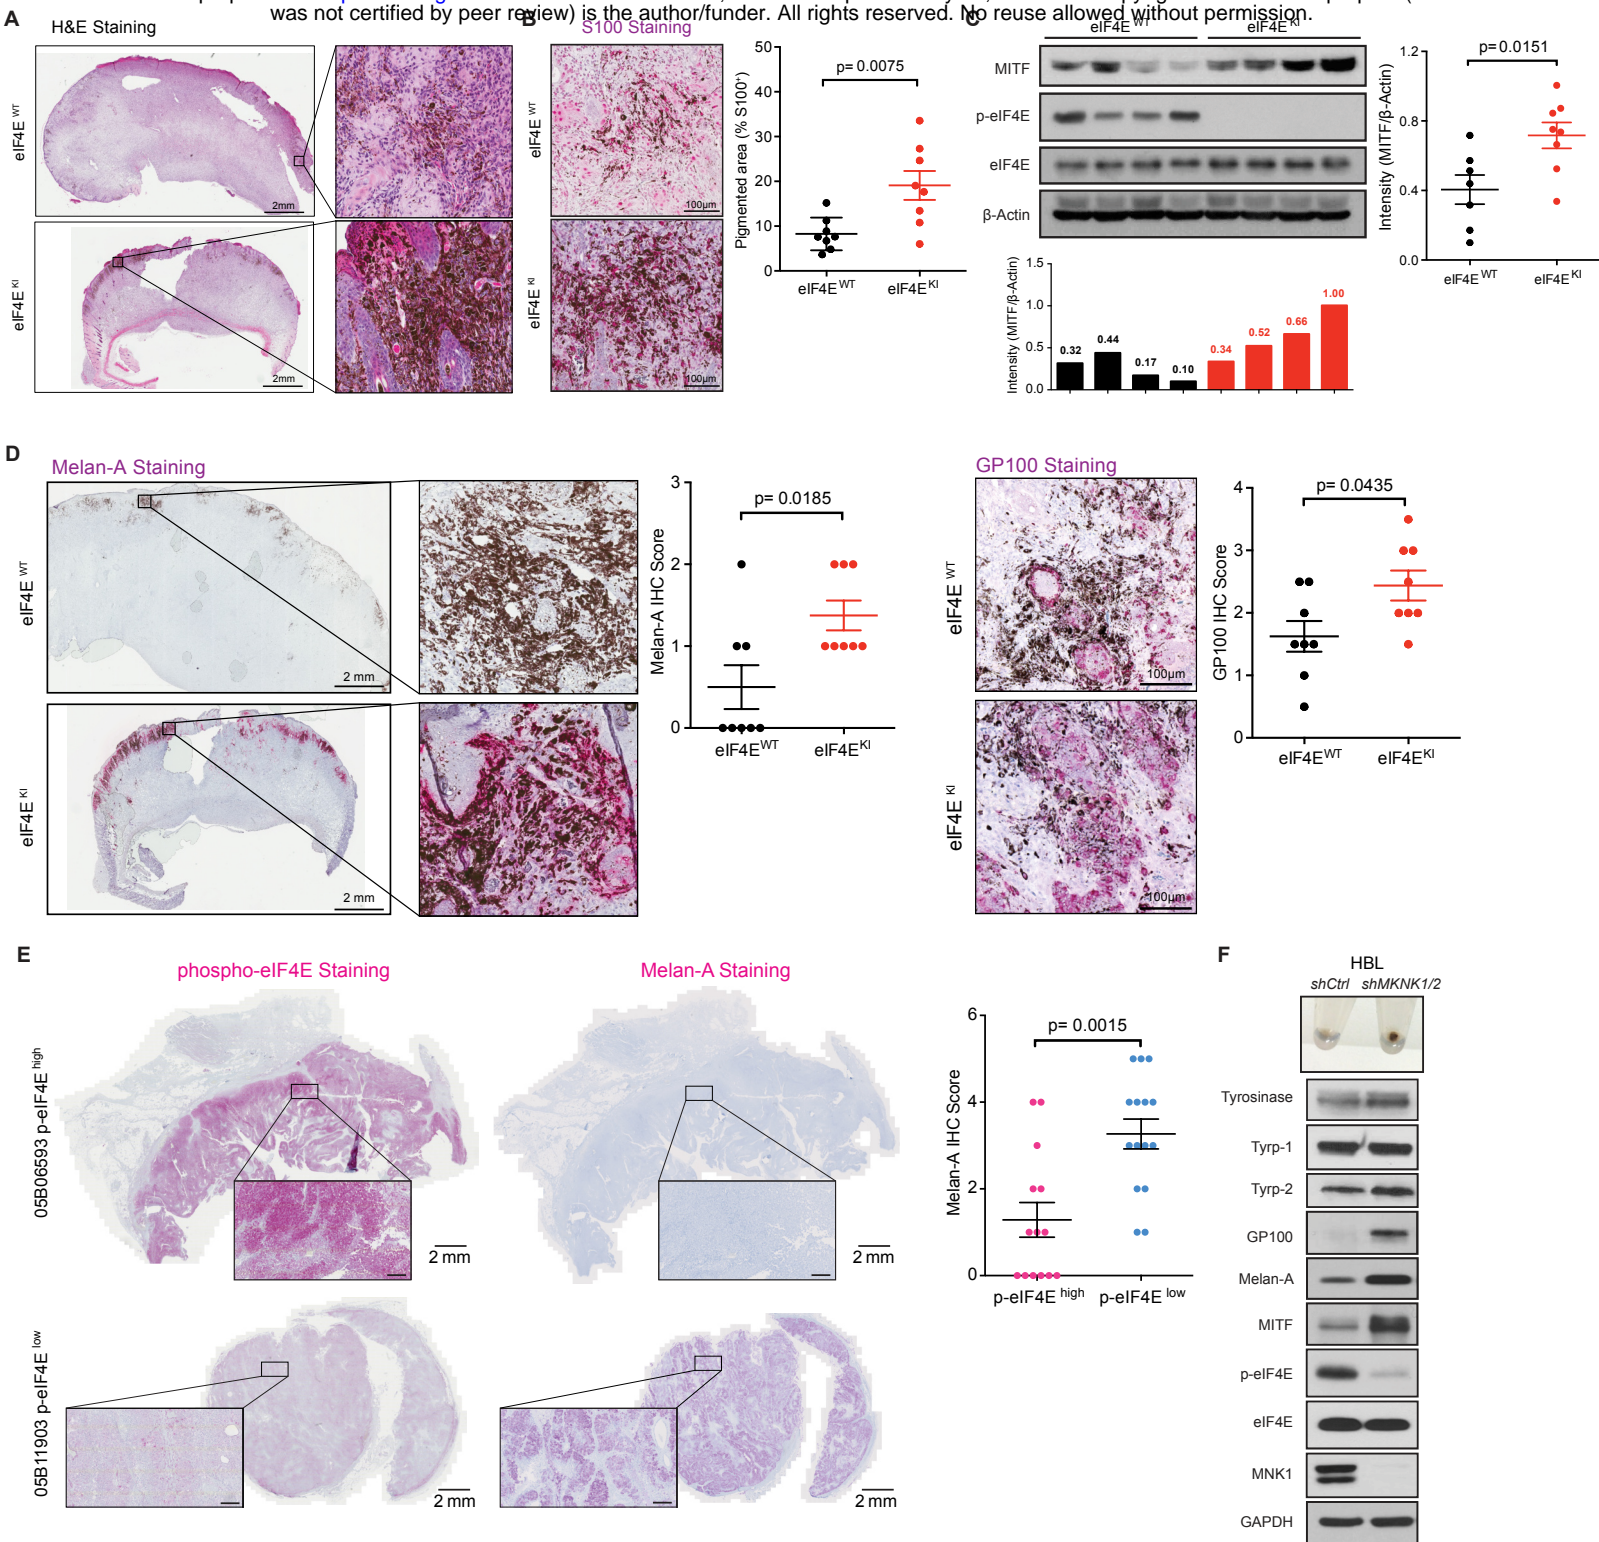 was not certified by peer review) is the author/funder. All rights reserved. No reuse allowed without permission.
A
H&E Staining
eIF4E WT
2mm
eIF4E KI
2mm
B
S100 Staining
eIF4E WT
100µm
eIF4E KI
100µm
Pigmented area (% S100+)
50
40
30
20
10
0
p= 0.0075
eIF4E WT
eIF4E KI
C
eIF4E WT
eIF4E KI
MITF
p-eIF4E
eIF4E
β-Actin
Intensity (MITF/β-Actin)
1.5
1.0
0.5
0.0
0.32
0.44
0.17
0.10
0.34
0.52
0.66
1.00
Intensity (MITF/β-Actin)
1.2
0.8
0.4
0.0
p=0.0151
eIF4E WT
eIF4E KI
D
Melan-A Staining
eIF4E WT
2 mm
eIF4E KI
2 mm
Melan-A IHC Score
3
2
1
0
p= 0.0185
eIF4E WT
eIF4E KI
GP100 Staining
eIF4E WT
100µm
eIF4E KI
100µm
GP100 IHC Score
4
3
2
1
0
p= 0.0435
eIF4E WT
eIF4E KI
E
phospho-eIF4E Staining
Melan-A Staining
05B06593 p-eIF4E high
2 mm
2 mm
05B11903 p-eIF4E low
2 mm
2 mm
Melan-A IHC Score
6
4
2
0
p= 0.0015
p-eIF4E high
p-eIF4E low
F
HBL
shCtrl shMKNK1/2
Tyrosinase
Tyrp-1
Tyrp-2
GP100
Melan-A
MITF
p-eIF4E
eIF4E
MNK1
GAPDH